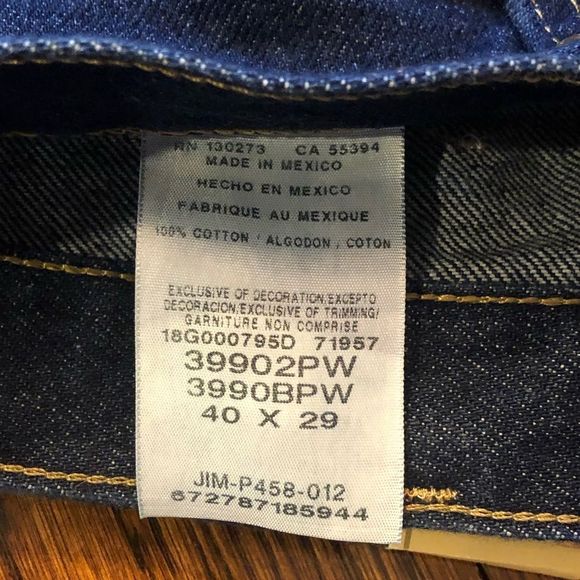 RN 130273 CA 55394
MADE IN MEXICO
HECHO EN MEXICO
FABRIQUE AU MEXIQUE
100% COTTON / ALGODON , COTON
EXCLUSIVE OF DECORATION/EXCEPTO
DECORACION/EXCLUSIVE OF TRIMMING/
GARNITURE NON COMPRISE
18G000795D 71957
39902PW
3990BPW
40 X 29
JIM-P458-012
672787185944